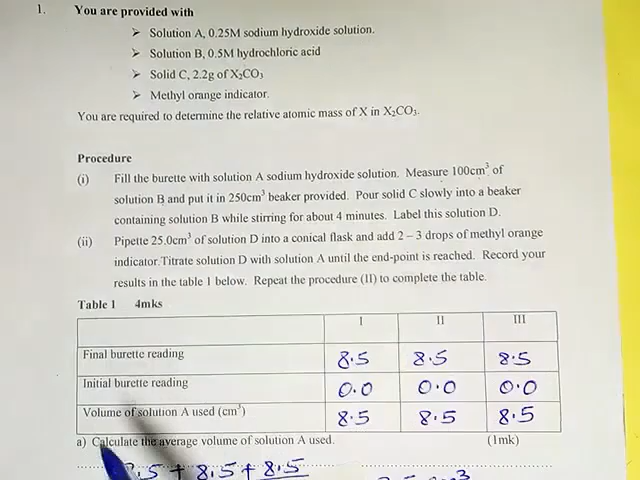 1. You are provided with
➢ Solution A, 0.25M sodium hydroxide solution.
➢ Solution B, 0.5M hydrochloric acid
➢ Solid C, 2.2g of X₂CO₃
➢ Methyl orange indicator.
You are required to determine the relative atomic mass of X in X₂CO₃.
Procedure
(i) Fill the burette with solution A sodium hydroxide solution. Measure 100cm³ of
solution B and put it in 250cm³ beaker provided. Pour solid C slowly into a beaker
containing solution B while stirring for about 4 minutes. Label this solution D.
(ii) Pipette 25.0cm³ of solution D into a conical flask and add 2 – 3 drops of methyl orange
indicator. Titrate solution D with solution A until the end-point is reached. Record your
results in the table 1 below. Repeat the procedure (II) to complete the table.
Table 1 4mks
I II III
Final burette reading 8.5 8.5 8.5
Initial burette reading 0.0 0.0 0.0
Volume of solution A used (cm³) 8.5 8.5 8.5
a) Calculate the average volume of solution A used. (1mk)
8.5 + 8.5 + 8.5